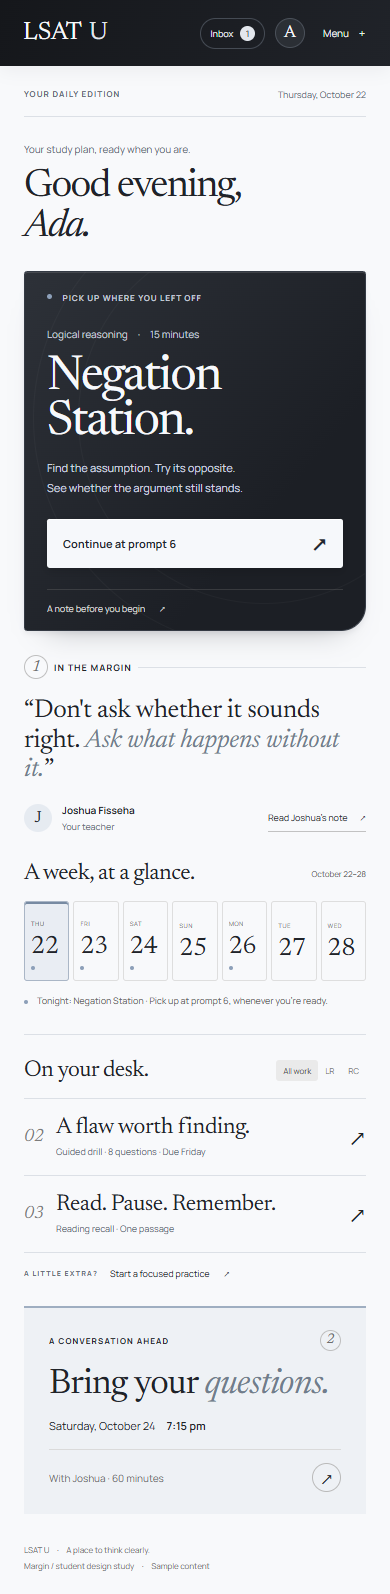 LSAT U
Inbox 1
A
Menu +
YOUR DAILY EDITION
Thursday, October 22
Your study plan, ready when you are.
Good evening,
Ada.
PICK UP WHERE YOU LEFT OFF
Logical reasoning · 15 minutes
Negation
Station.
Find the assumption. Try its opposite.
See whether the argument still stands.
Continue at prompt 6 ↗
A note before you begin ↗
1 IN THE MARGIN
“Don't ask whether it sounds
right. Ask what happens without
it.”
J
Joshua Fisseha
Your teacher
Read Joshua's note ↗
A week, at a glance.
October 22–28
THU FRI SAT SUN MON TUE WED
22 23 24 25 26 27 28
Tonight: Negation Station · Pick up at prompt 6, whenever you're ready.
On your desk.
All work LR RC
02 A flaw worth finding. ↗
Guided drill · 8 questions · Due Friday
03 Read. Pause. Remember. ↗
Reading recall · One passage
A LITTLE EXTRA? Start a focused practice ↗
A CONVERSATION AHEAD 2
Bring your questions.
Saturday, October 24 7:15 pm
With Joshua · 60 minutes ↗
LSAT U · A place to think clearly.
Margin / student design study · Sample content